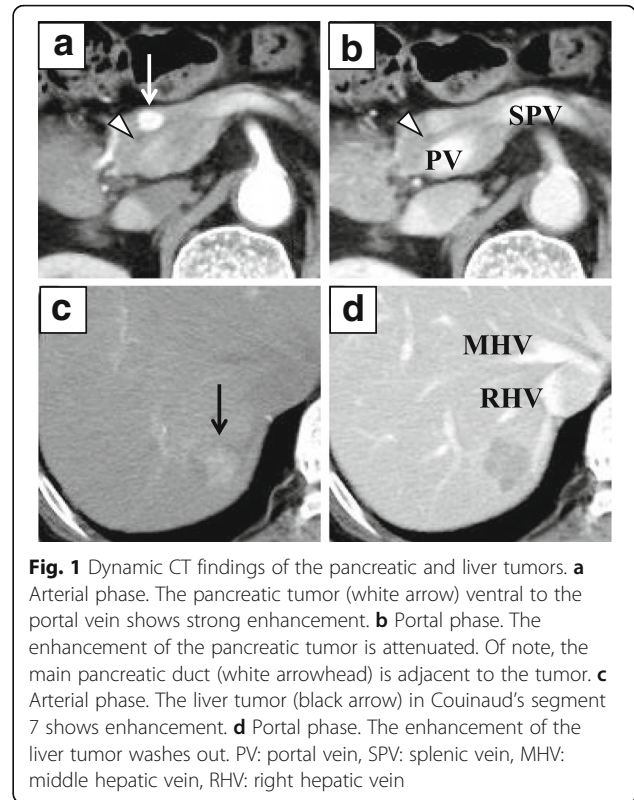 a
b
SPV
PV
c
d
MHV
RHV
Fig. 1 Dynamic CT findings of the pancreatic and liver tumors. a
Arterial phase. The pancreatic tumor (white arrow) ventral to the
portal vein shows strong enhancement. b Portal phase. The
enhancement of the pancreatic tumor is attenuated. Of note, the
main pancreatic duct (white arrowhead) is adjacent to the tumor. c
Arterial phase. The liver tumor (black arrow) in Couinaud's segment
7 shows enhancement. d Portal phase. The enhancement of the
liver tumor washes out. PV: portal vein, SPV: splenic vein, MHV:
middle hepatic vein, RHV: right hepatic vein